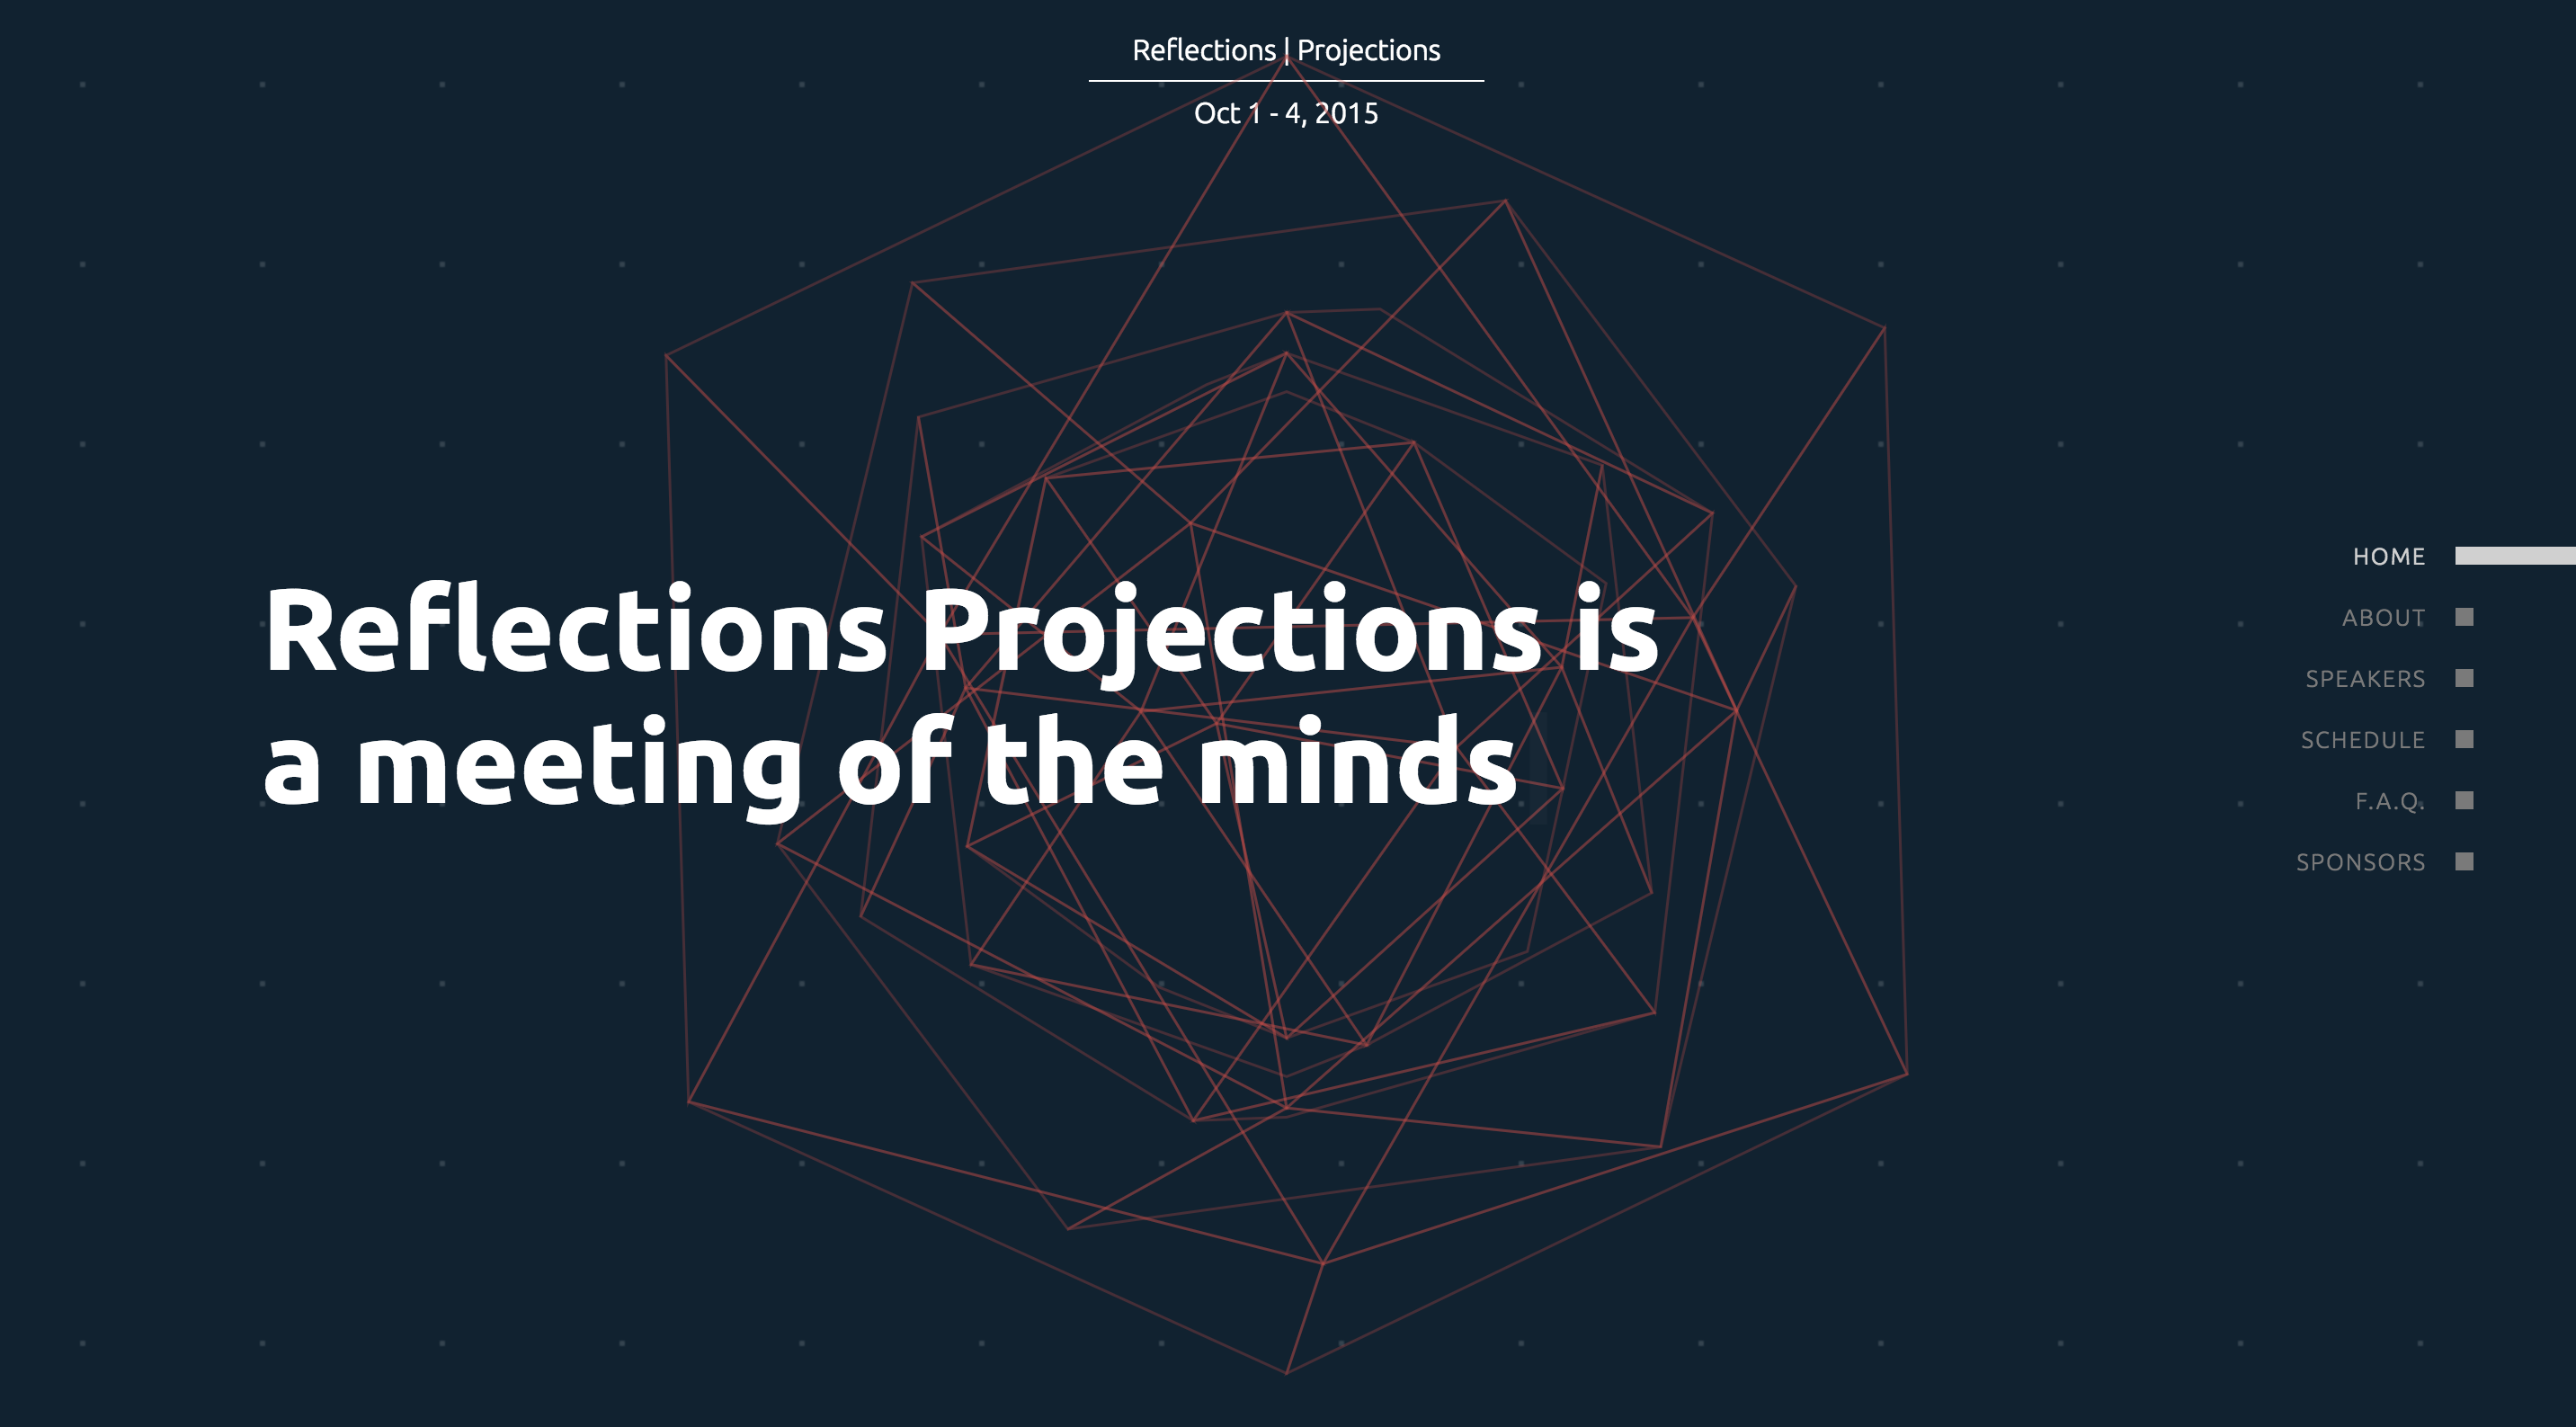 Reflections | Projections
Oct 1 - 4, 2015
Reflections Projections is
a meeting of the minds
HOME
ABOUT
SPEAKERS
SCHEDULE
F.A.Q.
SPONSORS